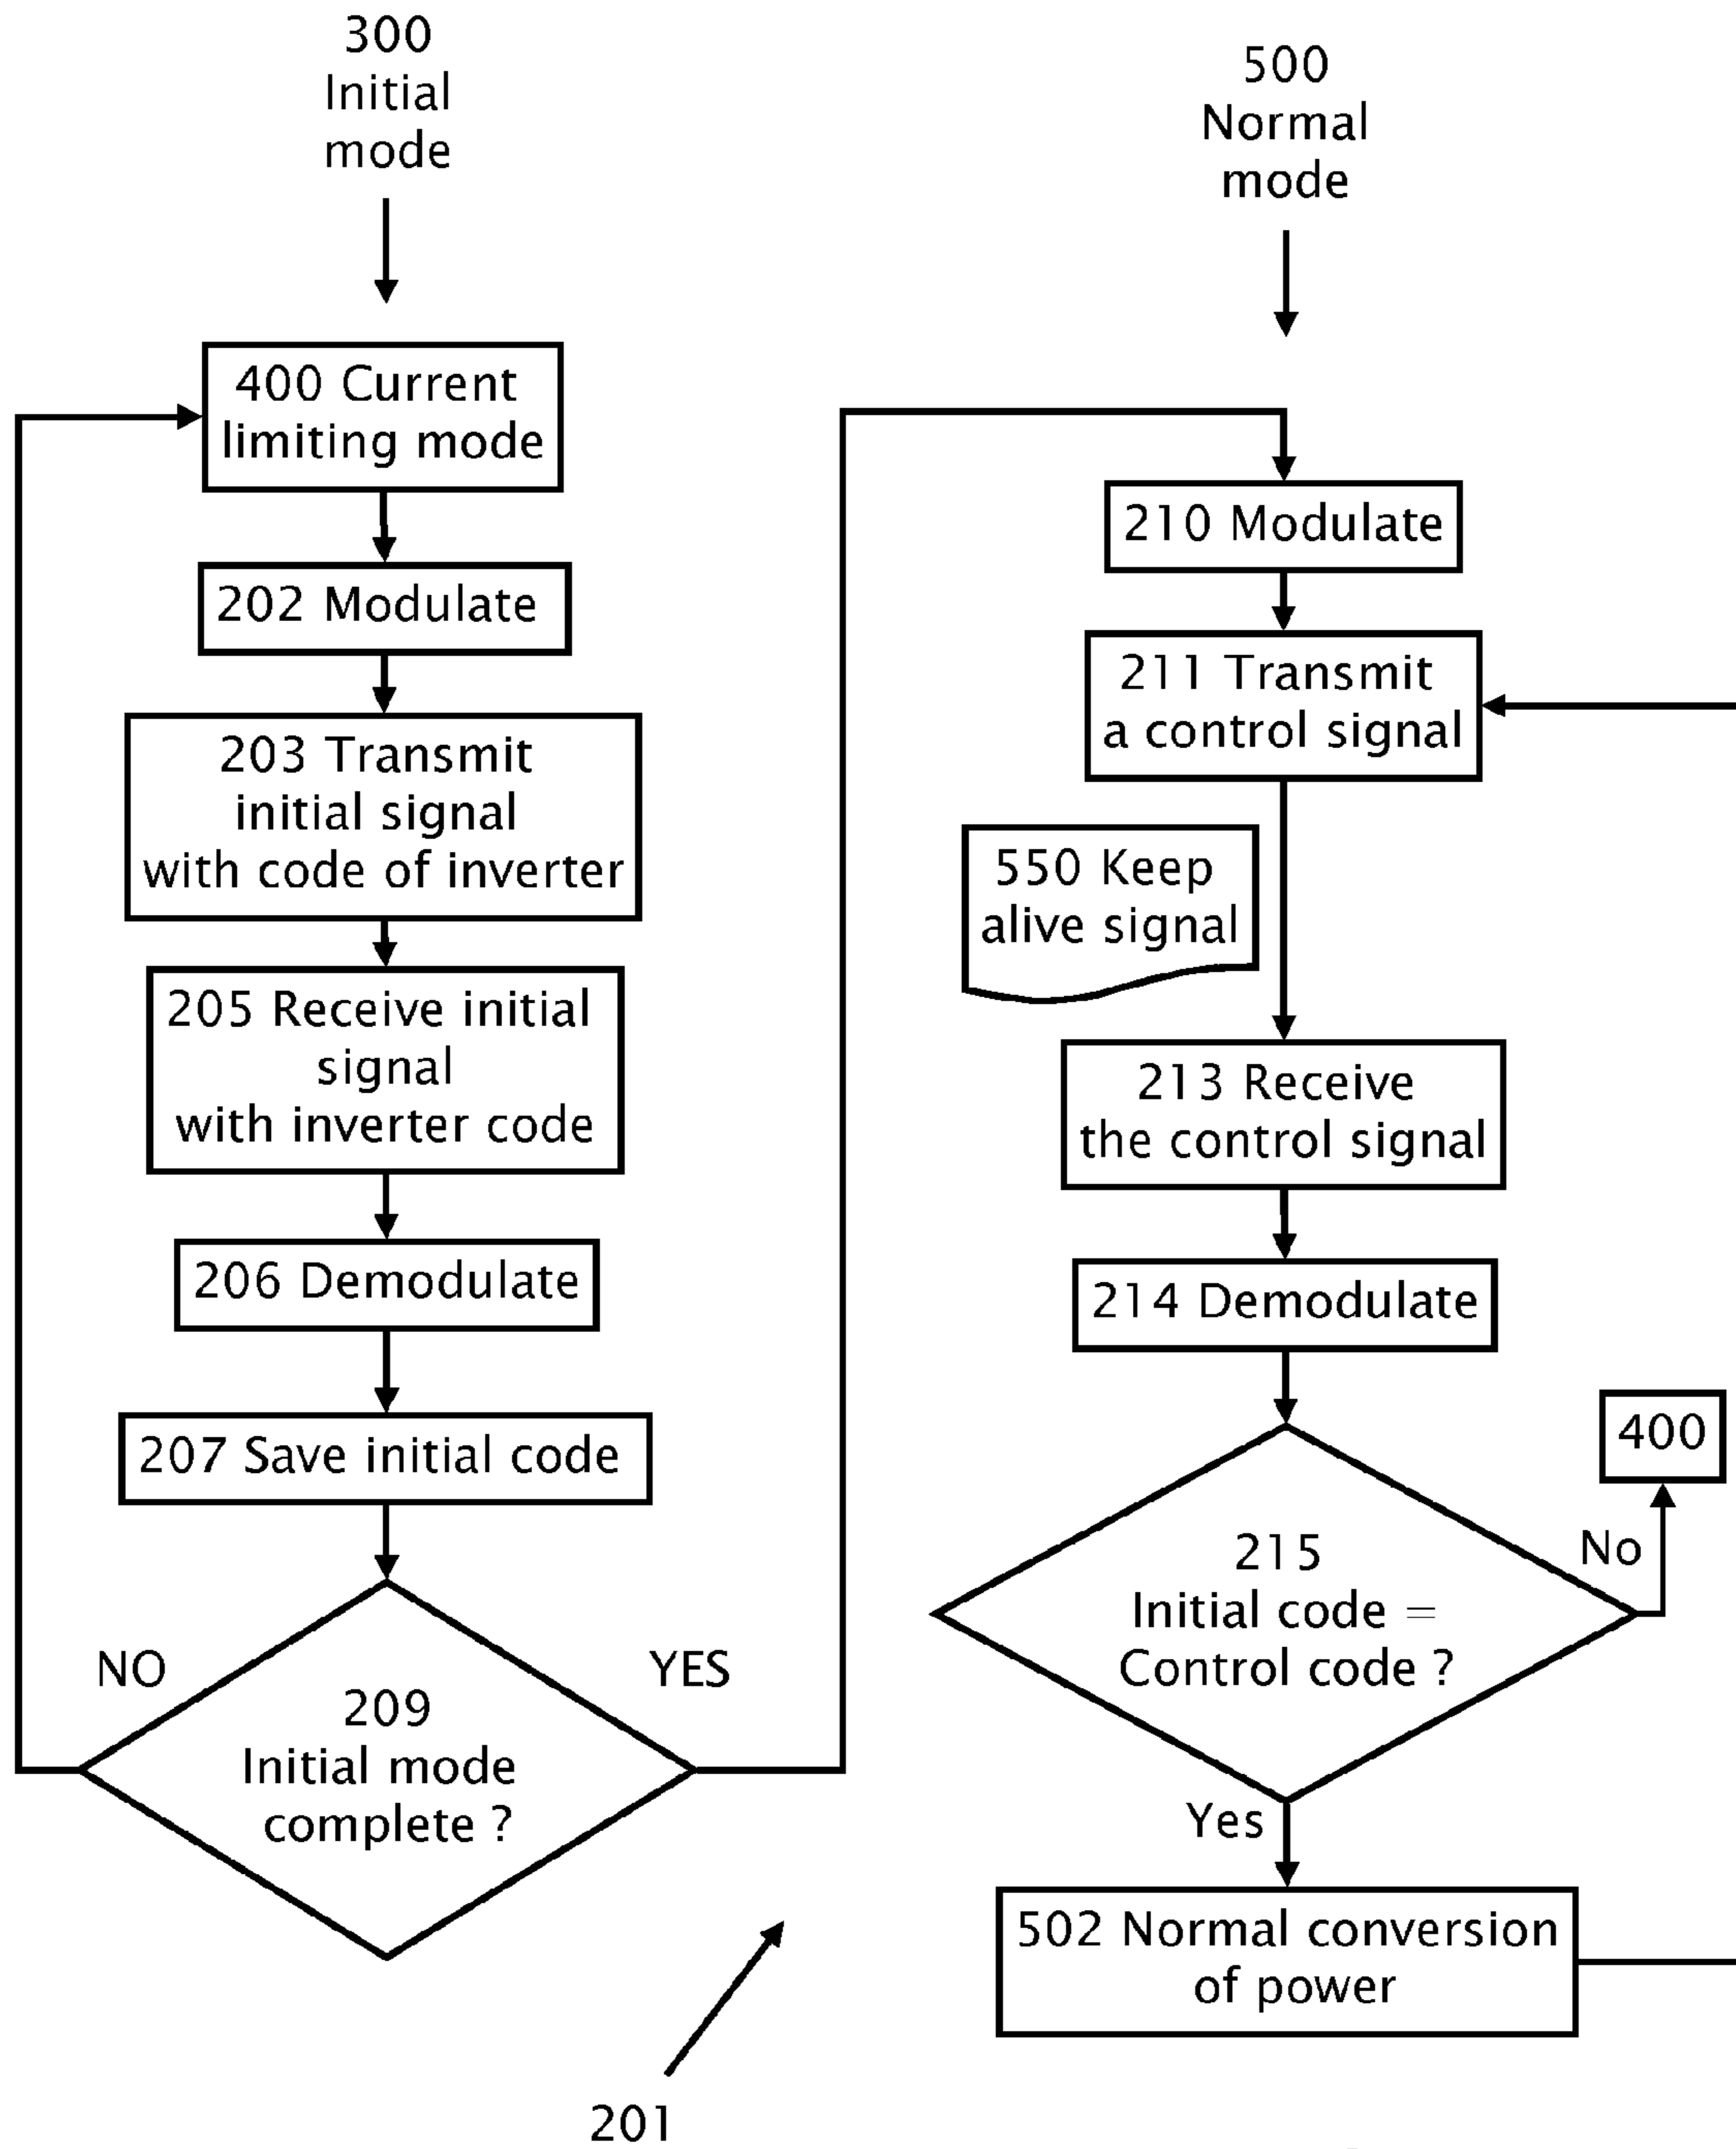 300
Initial
mode
400 Current
limiting mode
202 Modulate
203 Transmit
initial signal
with code of inverter
205 Receive initial
signal
with inverter code
206 Demodulate
207 Save initial code
NO
YES
209
Initial mode
complete ?
201
500
Normal
mode
210 Modulate
211 Transmit
a control signal
550 Keep
alive signal
213 Receive
the control signal
214 Demodulate
400
No
215
Initial code =
Control code ?
Yes
502 Normal conversion
of power